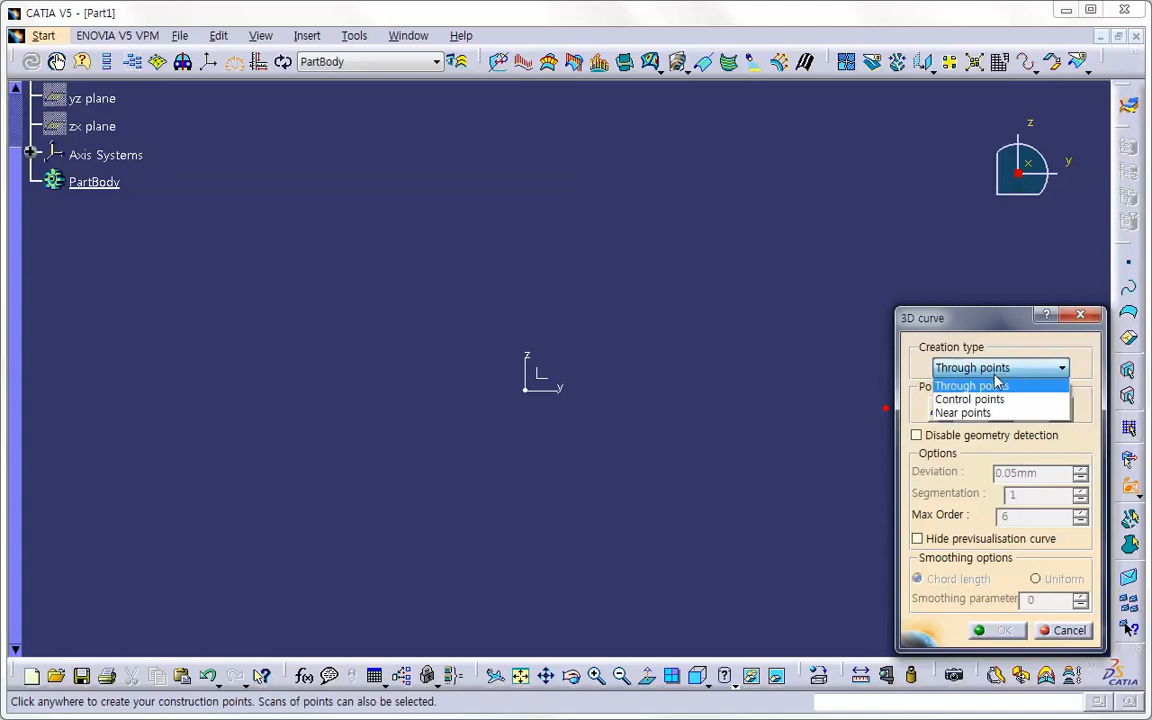 CATIA V5 - [Part1]
Start ENOVIA V5 VPM File Edit View Insert Tools Window Help
PartBody
yz plane
zx plane
Axis Systems
PartBody
z
y
x
z
y
3D curve
Creation type
Through points
Through points
Control points
Near points
Po
Disable geometry detection
Options
Deviation : 0.05mm
Segmentation : 1
Max Order : 6
Hide previsualisation curve
Smoothing options
Chord length Uniform
Smoothing parameter 0
OK Cancel
f(x)
CATIA
Click anywhere to create your construction points. Scans of points can also be selected.